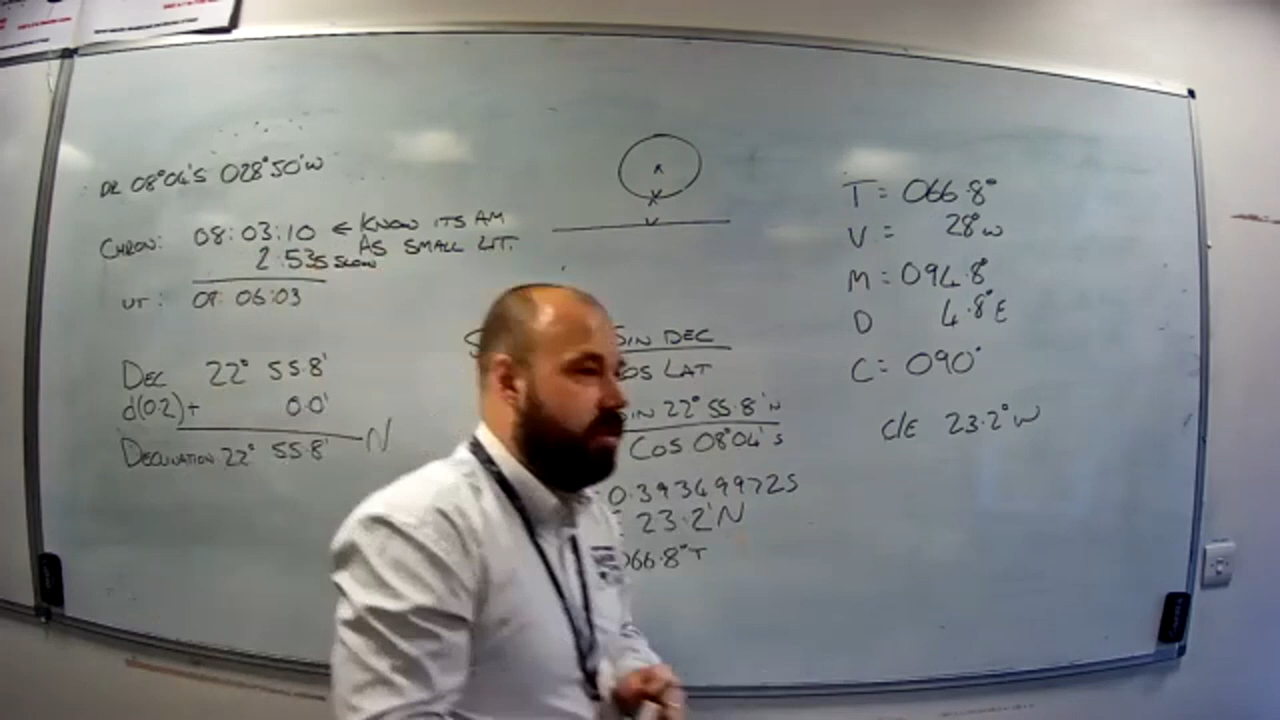 DR 08°04'S 028°50'W
CHRON: 08:03:10 ← KNOW ITS AM
AS SMALL LIT.
2.53s SLOW
UT: 08:06:03
DEC 22° 55.8'
d(0.2)+ 0.0'
DECLINATION 22° 55.8' N
SIN DEC
COS LAT
SIN 22° 55.8'N
COS 08°04'S
0.3936499725
23.2'N
066.8°T
T = 066.8°
V = 28°W
M = 094.8°
D 4.8°E
C = 090°
C/E 23.2°W